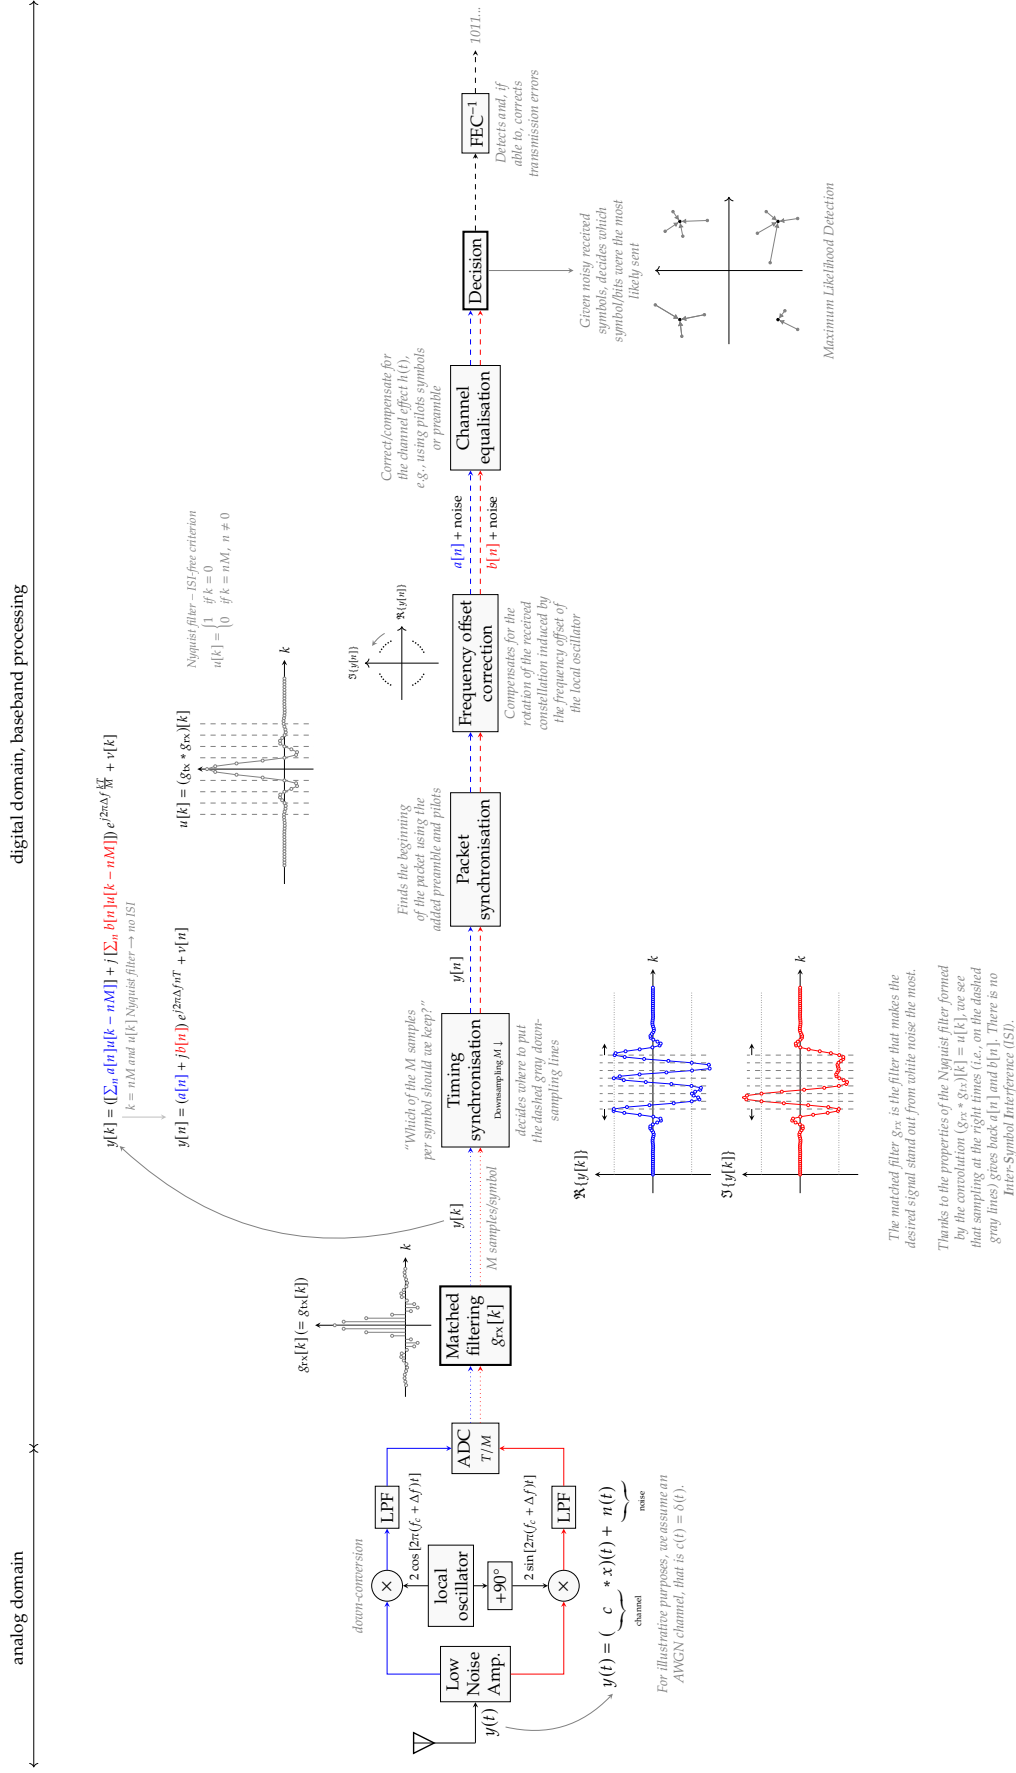 analog domain
digital domain, baseband processing
y(t)
Low
Noise
Amp.
down-conversion
×
local
oscillator
+90°
×
2 cos [2π(f_c + Δf)t]
2 sin [2π(f_c + Δf)t]
LPF
LPF
y(t) = ( c * x)(t) + n(t)
channel
noise
For illustrative purposes, we assume an
AWGN channel, that is c(t) = δ(t).
ADC
T/M
g_rx[k] (= g_tx[k])
k
Matched
filtering
g_rx[k]
y[k]
M samples/symbol
y[k] = ([∑_n a[n]u[k − nM]] + j [∑_n b[n]u[k − nM]]) e^{j2πΔf kT/M} + ν[k]
k = nM and u[k] Nyquist filter → no ISI
y[n] = (a[n] + jb[n]) e^{j2πΔf nT} + ν[n]
"Which of the M samples
per symbol should we keep?"
Timing
synchronisation
Downsampling M ↓
decides where to put
the dashed gray down-
sampling lines
ℜ{y[k]}
k
ℑ{y[k]}
k
The matched filter g_rx is the filter that makes the
desired signal stand out from white noise the most.
Thanks to the properties of the Nyquist filter formed
by the convolution (g_rx * g_tx)[k] = u[k], we see
that sampling at the right times (i.e., on the dashed
gray lines) gives back a[n] and b[n]. There is no
Inter-Symbol Interference (ISI).
y[n]
Finds the beginning
of the packet using the
added preamble and pilots
Packet
synchronisation
u[k] = (g_tx * g_rx)[k]
k
Nyquist filter – ISI-free criterion
u[k] = { 1 if k = 0
0 if k = nM, n ≠ 0
ℑ{y[n]}
ℜ{y[n]}
Frequency offset
correction
Compensates for the
rotation of the received
constellation induced by
the frequency offset of
the local oscillator
a[n] + noise
b[n] + noise
Correct/compensate for
the channel effect h(t),
e.g., using pilots symbols
or preamble
Channel
equalisation
Decision
Given noisy received
symbols, decides which
symbol/bits were the most
likely sent
Maximum Likelihood Detection
FEC⁻¹
Detects and, if
able to, corrects
transmission errors
1011...